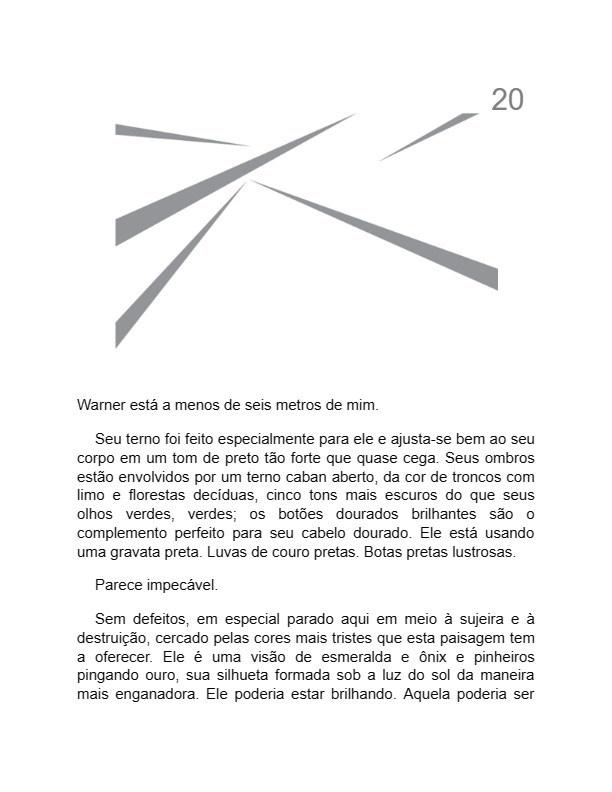 20
Warner está a menos de seis metros de mim.
Seu terno foi feito especialmente para ele e ajusta-se bem ao seu
corpo em um tom de preto tão forte que quase cega. Seus ombros
estão envolvidos por um terno caban aberto, da cor de troncos com
limo e florestas decíduas, cinco tons mais escuros do que seus
olhos verdes, verdes; os botões dourados brilhantes são o
complemento perfeito para seu cabelo dourado. Ele está usando
uma gravata preta. Luvas de couro pretas. Botas pretas lustrosas.
Parece impecável.
Sem defeitos, em especial parado aqui em meio à sujeira e à
destruição, cercado pelas cores mais tristes que esta paisagem tem
a oferecer. Ele é uma visão de esmeralda e ônix e pinheiros
pingando ouro, sua silhueta formada sob a luz do sol da maneira
mais enganadora. Ele poderia estar brilhando. Aquela poderia ser